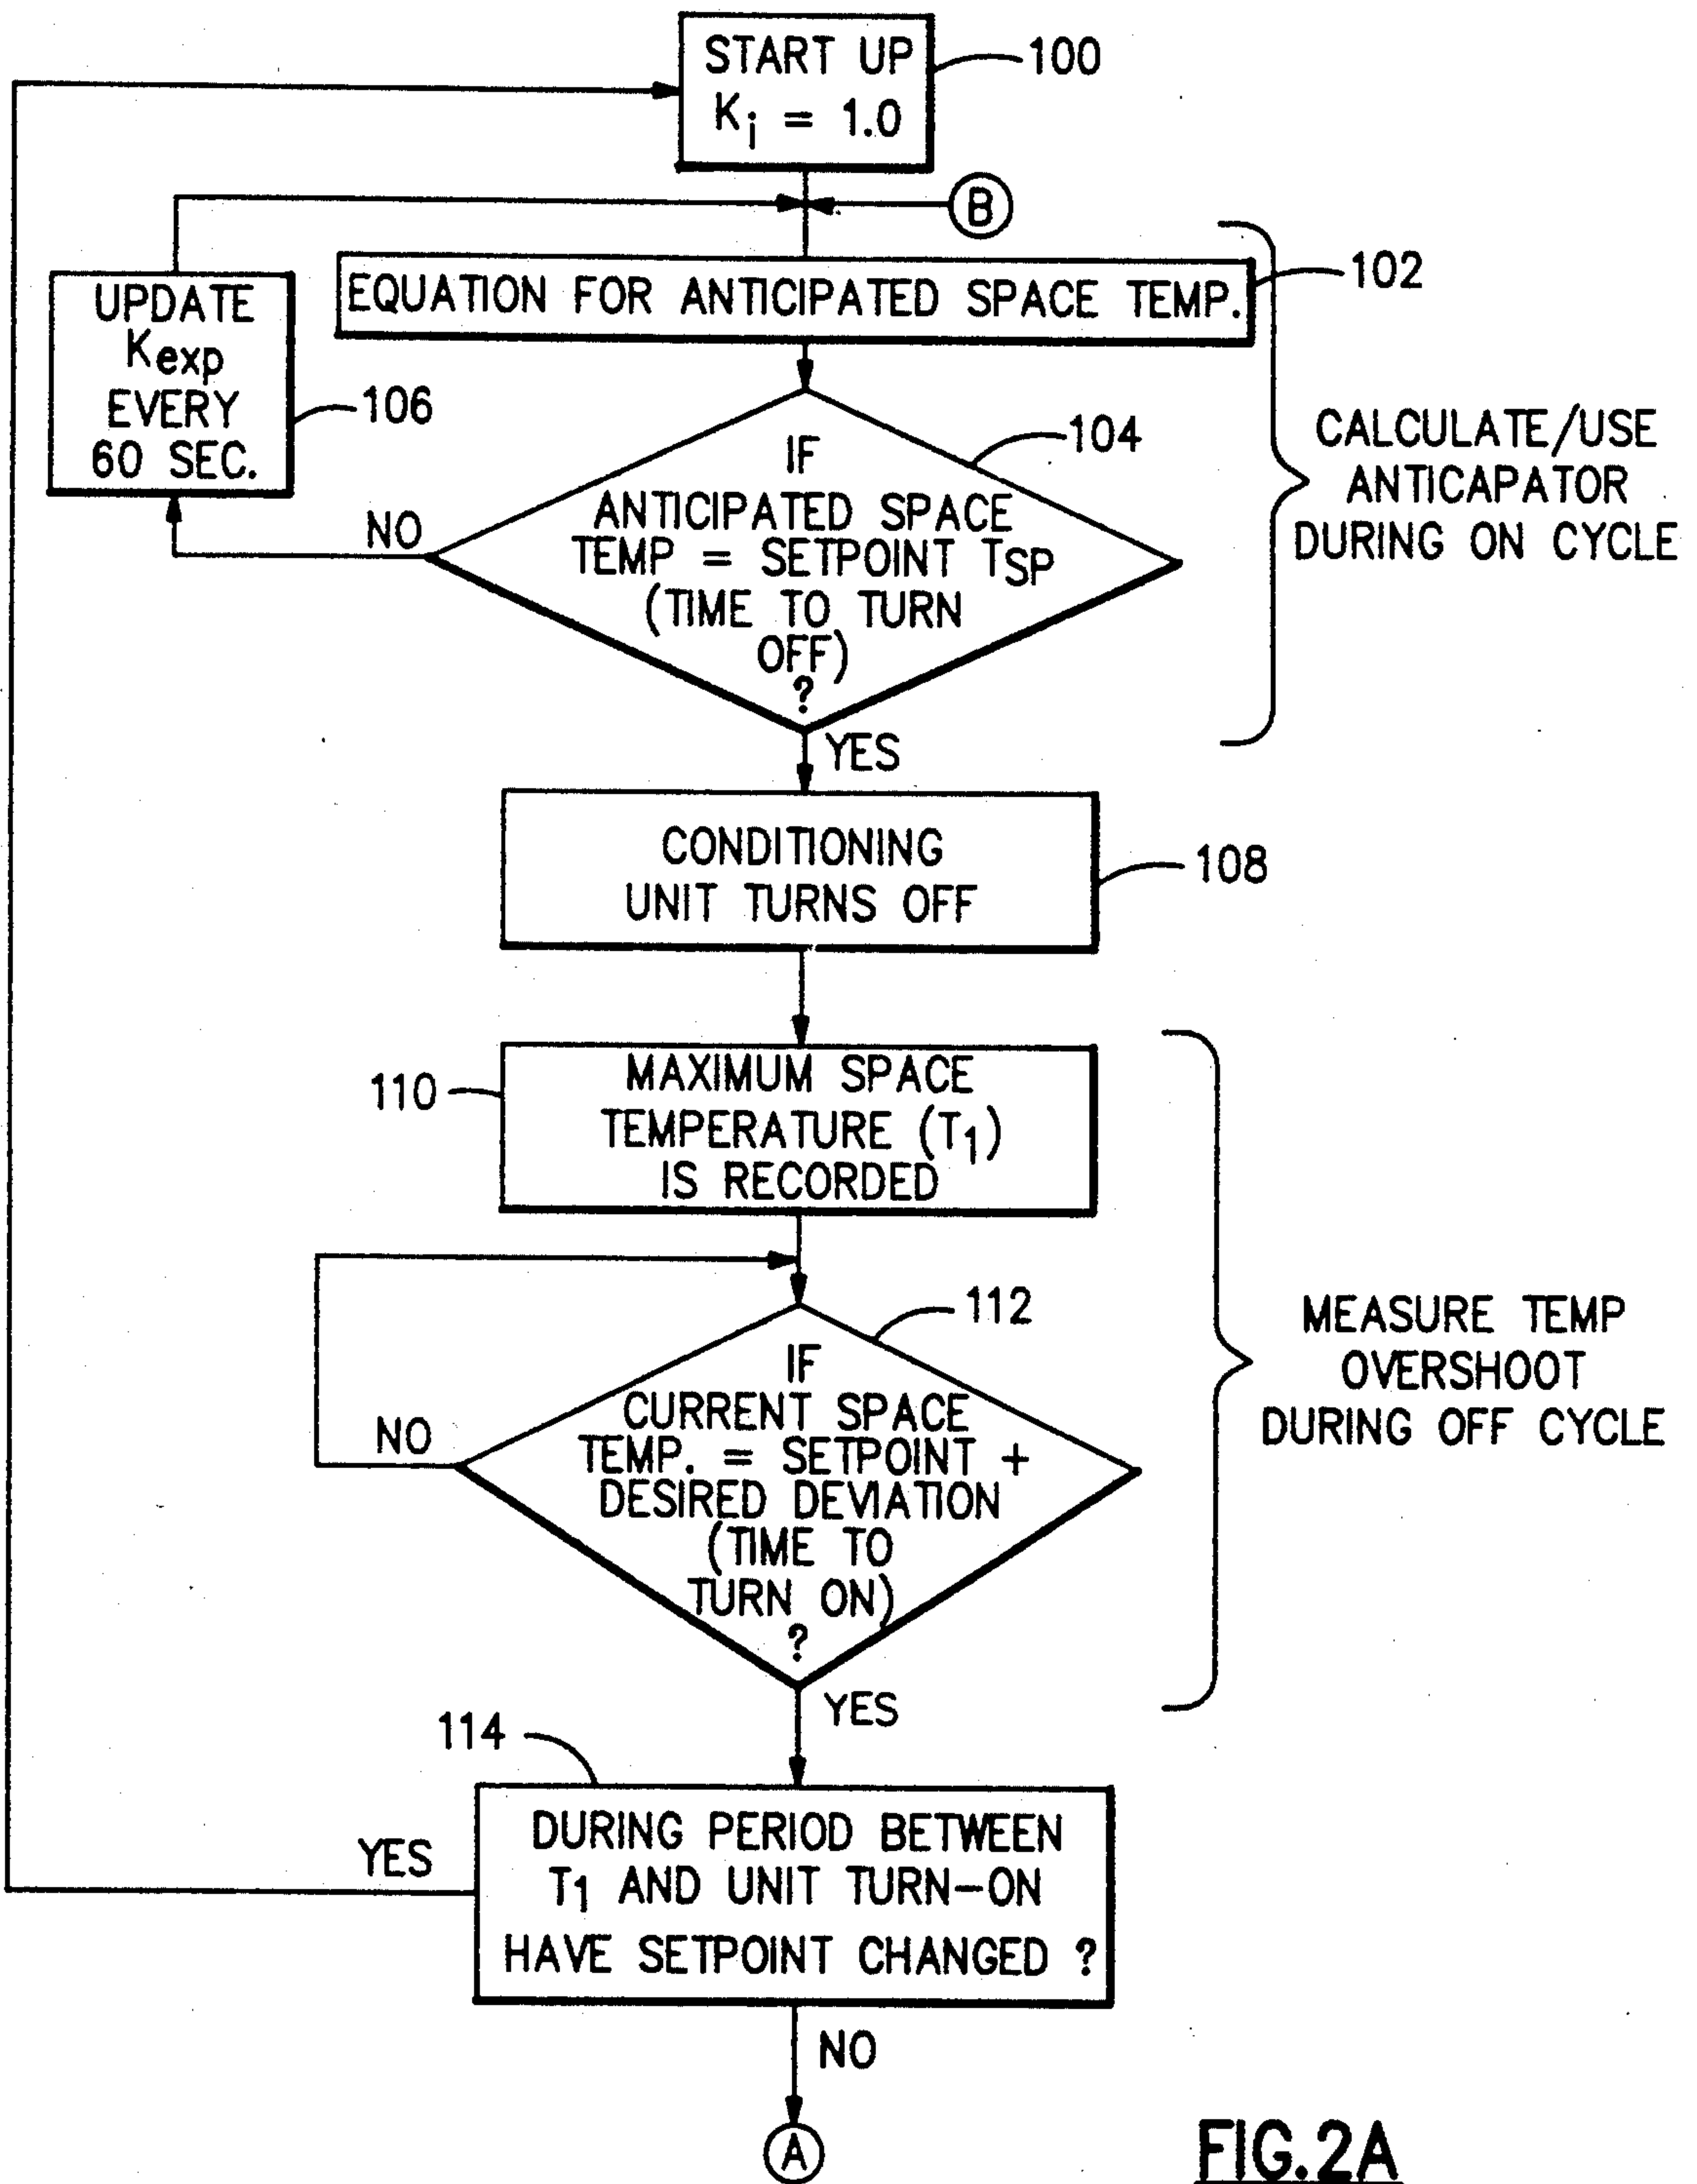 START UP
Ki = 1.0
100
B
EQUATION FOR ANTICIPATED SPACE TEMP.
102
UPDATE
Kexp
EVERY
60 SEC.
106
104
IF
ANTICIPATED SPACE
TEMP = SETPOINT TSP
(TIME TO TURN
OFF)
?
NO
YES
CALCULATE/USE
ANTICAPATOR
DURING ON CYCLE
CONDITIONING
UNIT TURNS OFF
108
110
MAXIMUM SPACE
TEMPERATURE (T1)
IS RECORDED
112
IF
CURRENT SPACE
TEMP. = SETPOINT +
DESIRED DEVIATION
(TIME TO
TURN ON)
?
NO
YES
MEASURE TEMP
OVERSHOOT
DURING OFF CYCLE
114
DURING PERIOD BETWEEN
T1 AND UNIT TURN-ON
HAVE SETPOINT CHANGED ?
YES
NO
A
FIG.2A